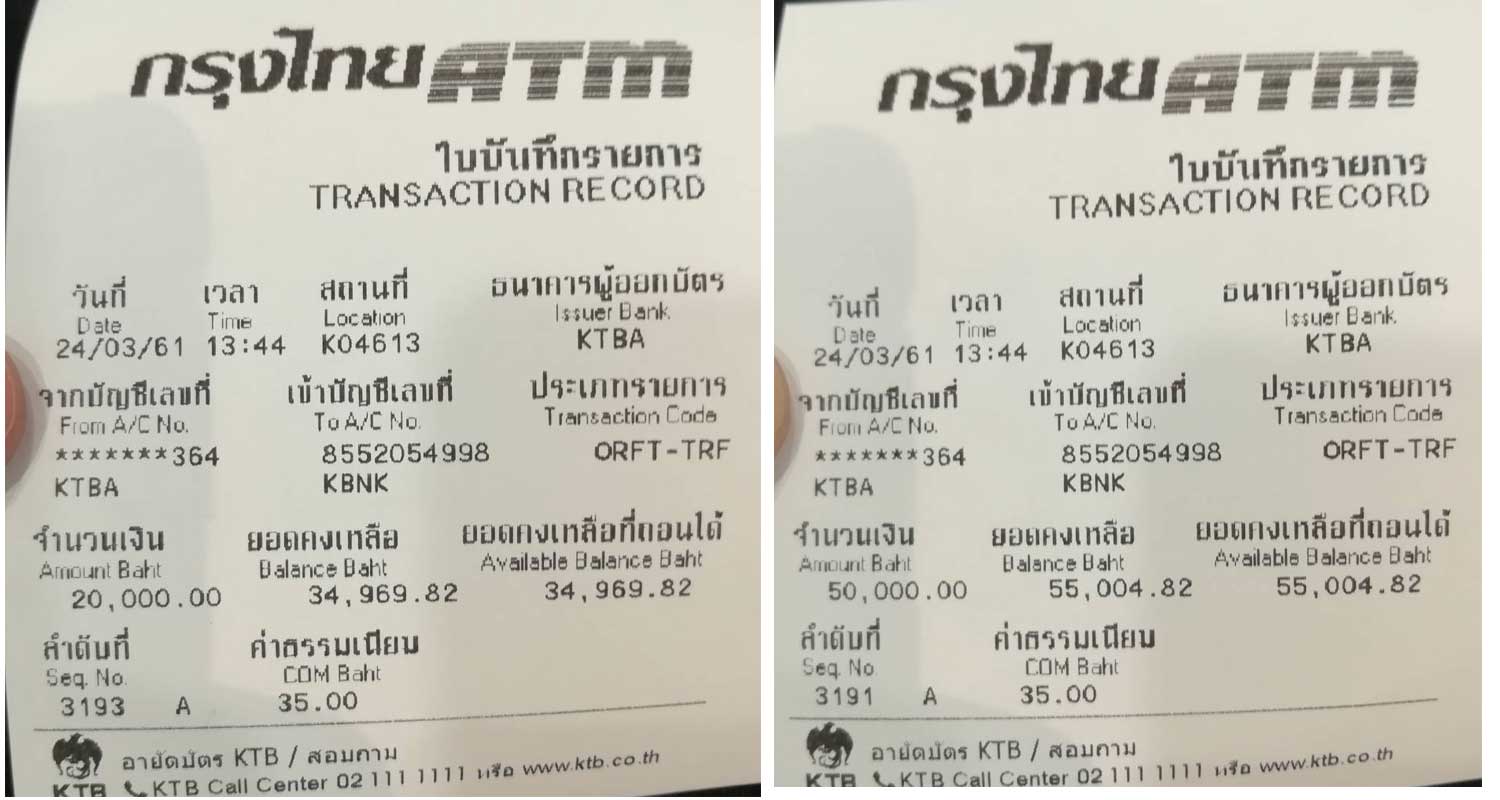 กรุงไทย ATM
ใบบันทึกรายการ
TRANSACTION RECORD
วันที่ เวลา สถานที่ ธนาคารผู้ออกบัตร
Date Time Location Issuer Bank
24/03/61 13:44 K04613 KTBA
จากบัญชีเลขที่ เข้าบัญชีเลขที่ ประเภทรายการ
From A/C No. To A/C No. Transaction Code
*******364 8552054998 ORFT-TRF
KTBA KBNK
จำนวนเงิน ยอดคงเหลือ ยอดคงเหลือที่ถอนได้
Amount Baht Balance Baht Available Balance Baht
20,000.00 34,969.82 34,969.82
ลำดับที่ ค่าธรรมเนียม
Seq. No. COM Baht
3193 A 35.00
อายัดบัตร KTB / สอบถาม
KTB KTB Call Center 02 111 1111 หรือ www.ktb.co.th
กรุงไทย ATM
ใบบันทึกรายการ
TRANSACTION RECORD
วันที่ เวลา สถานที่ ธนาคารผู้ออกบัตร
Date Time Location Issuer Bank
24/03/61 13:44 K04613 KTBA
จากบัญชีเลขที่ เข้าบัญชีเลขที่ ประเภทรายการ
From A/C No. To A/C No. Transaction Code
*******364 8552054998 ORFT-TRF
KTBA KBNK
จำนวนเงิน ยอดคงเหลือ ยอดคงเหลือที่ถอนได้
Amount Baht Balance Baht Available Balance Baht
50,000.00 55,004.82 55,004.82
ลำดับที่ ค่าธรรมเนียม
Seq. No. COM Baht
3191 A 35.00
อายัดบัตร KTB / สอบถาม
KTB KTB Call Center 02 111 1111 หรือ www.ktb.co.th